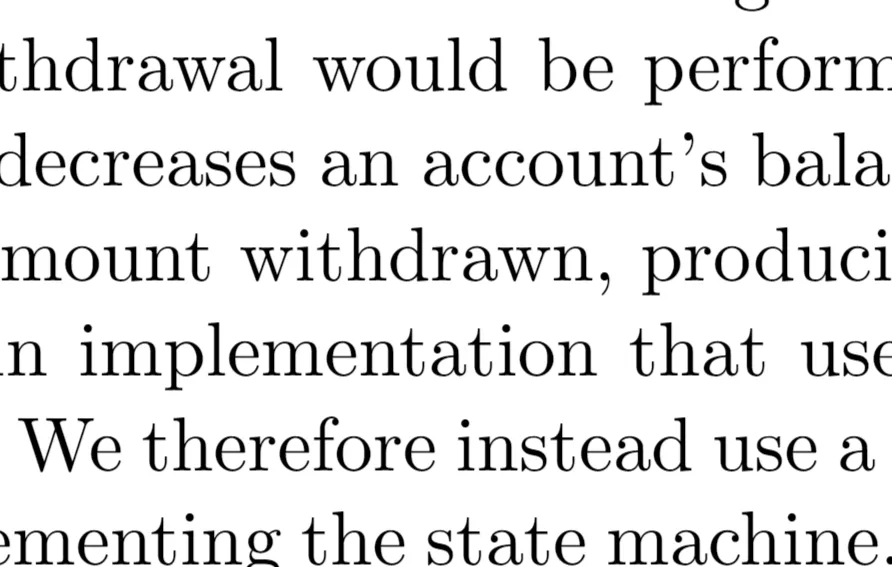 thdrawal would be perform
decreases an account's bala
mount withdrawn, produci
in implementation that use
We therefore instead use a
ementing the state machine.